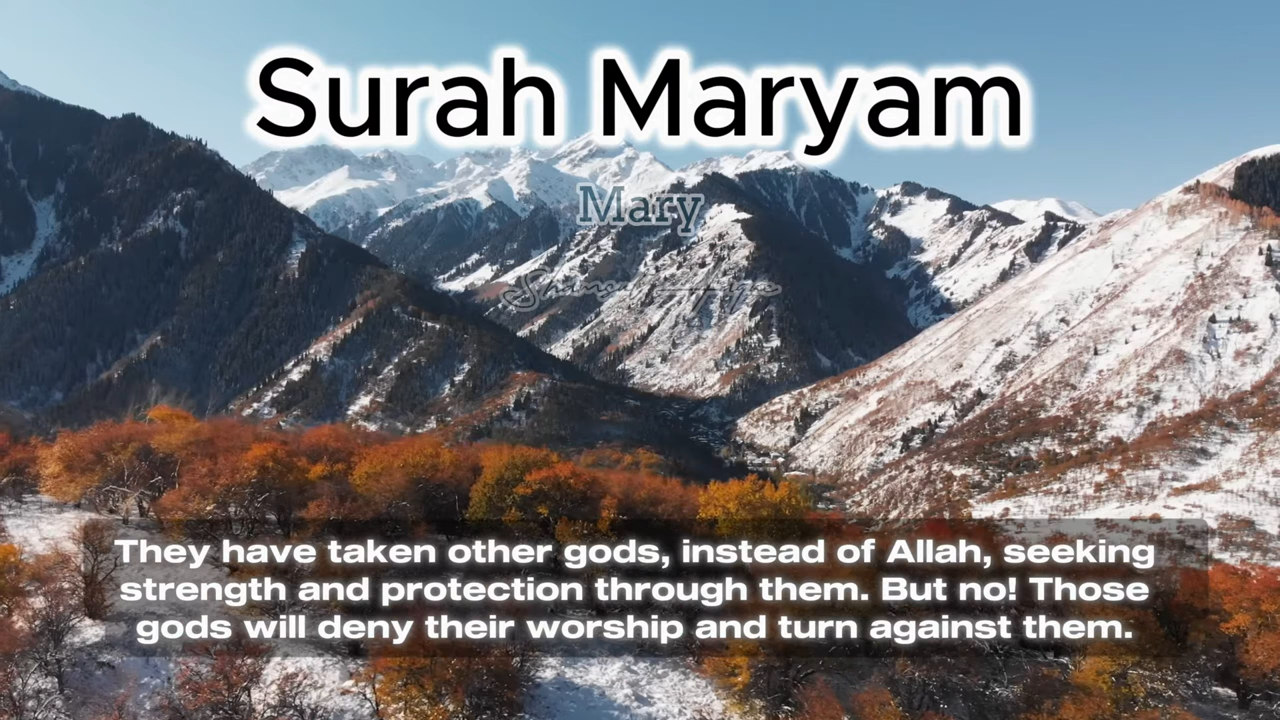 Surah Maryam
Mary
They have taken other gods, instead of Allah, seeking
strength and protection through them. But no! Those
gods will deny their worship and turn against them.